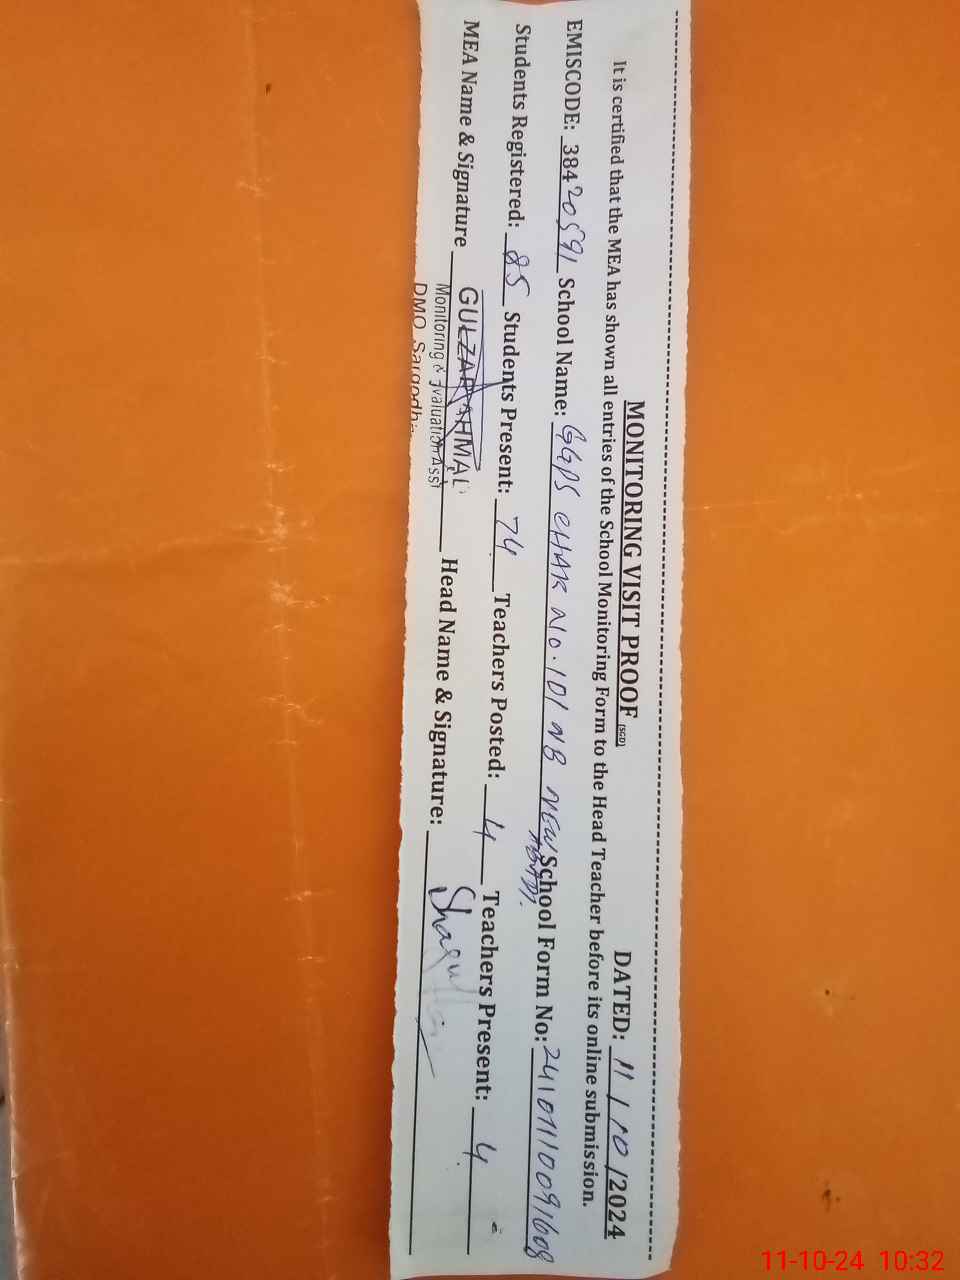 MONITORING VISIT PROOF (SGD) DATED: 11/10/2024
It is certified that the MEA has shown all entries of the School Monitoring Form to the Head Teacher before its online submission.
EMISCODE: 38420591 School Name: GGPS CHAK NO.101 NB NEW ABADI. School Form No: 24101110091608
Students Registered: 85 Students Present: 74 Teachers Posted: 4 Teachers Present: 4
MEA Name & Signature GULZAR AHMAD Head Name & Signature:
Monitoring & Evaluation Asst
DMO Sargodha
11-10-24 10:32